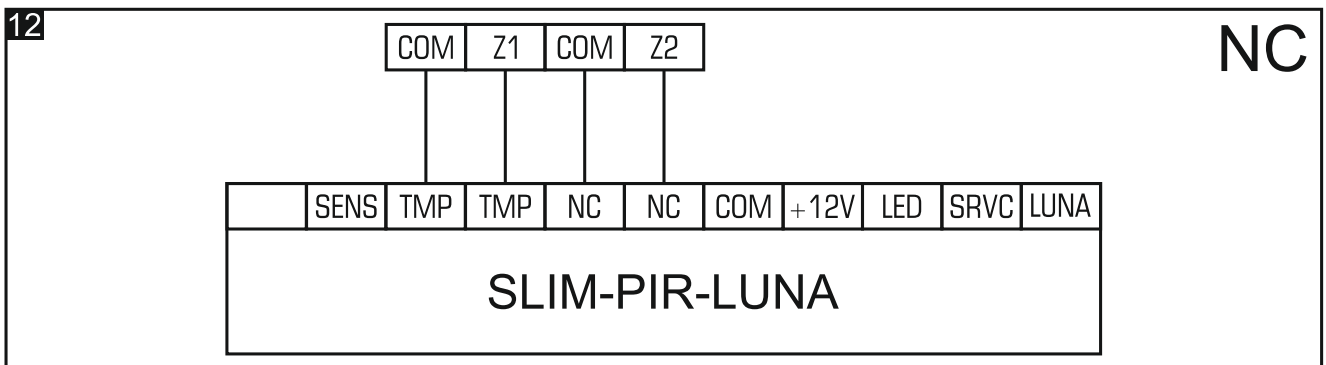 12
NC
COM Z1 COM Z2
SENS TMP TMP NC NC COM +12V LED SRVC LUNA
SLIM-PIR-LUNA